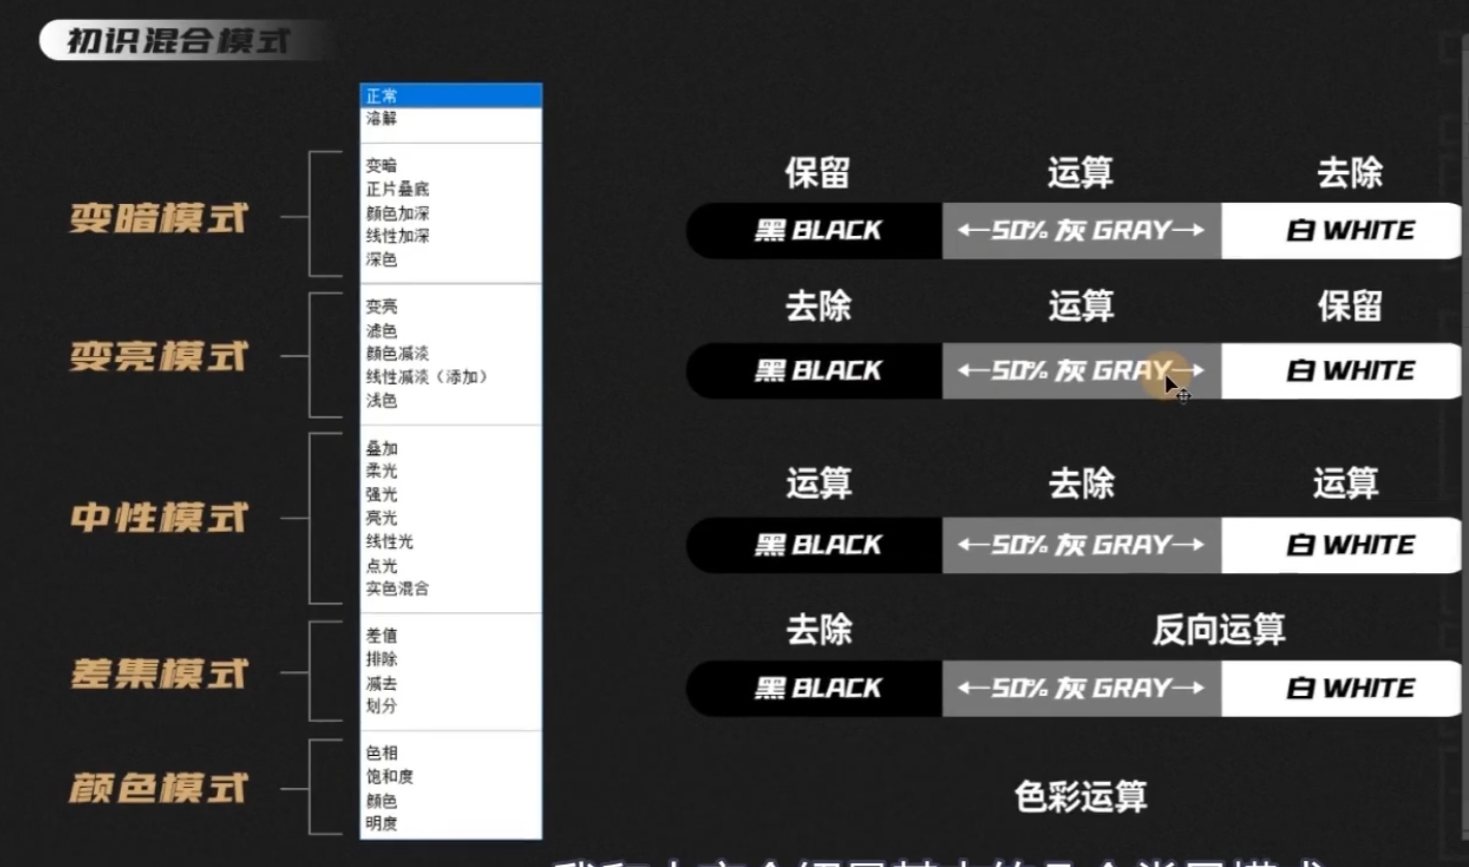 初识混合模式
正常
溶解
变暗模式
变暗
正片叠底
颜色加深
线性加深
深色
保留 运算 去除
黑 BLACK ←50% 灰 GRAY→ 白 WHITE
变亮模式
变亮
滤色
颜色减淡
线性减淡（添加）
浅色
去除 运算 保留
黑 BLACK ←50% 灰 GRAY→ 白 WHITE
中性模式
叠加
柔光
强光
亮光
线性光
点光
实色混合
运算 去除 运算
黑 BLACK ←50% 灰 GRAY→ 白 WHITE
差集模式
差值
排除
减去
划分
去除 反向运算
黑 BLACK ←50% 灰 GRAY→ 白 WHITE
颜色模式
色相
饱和度
颜色
明度
色彩运算